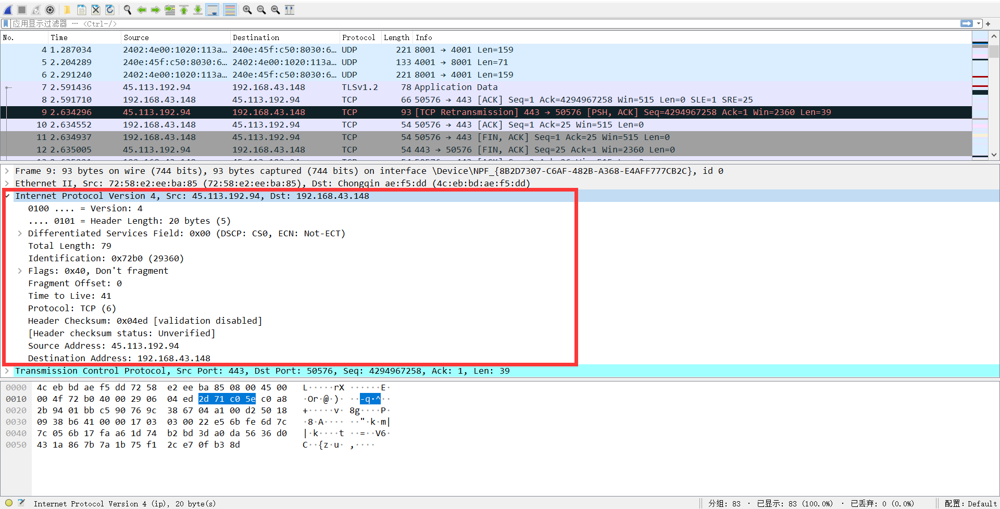 应用显示过滤器 … <Ctrl-/>
No. Time Source Destination Protocol Length Info
4 1.287034 2402:4e00:1020:113a… 240e:45f:c50:8030:6… UDP 221 8001 → 4001 Len=159
5 2.204289 240e:45f:c50:8030:6… 2402:4e00:1020:113a… UDP 133 4001 → 8001 Len=71
6 2.291240 2402:4e00:1020:113a… 240e:45f:c50:8030:6… UDP 221 8001 → 4001 Len=159
7 2.591436 45.113.192.94 192.168.43.148 TLSv1.2 78 Application Data
8 2.591710 192.168.43.148 45.113.192.94 TCP 66 50576 → 443 [ACK] Seq=1 Ack=4294967258 Win=515 Len=0 SLE=1 SRE=25
9 2.634296 45.113.192.94 192.168.43.148 TCP 93 [TCP Retransmission] 443 → 50576 [PSH, ACK] Seq=4294967258 Ack=1 Win=2360 Len=39
10 2.634552 192.168.43.148 45.113.192.94 TCP 54 50576 → 443 [ACK] Seq=1 Ack=25 Win=515 Len=0
11 2.634937 192.168.43.148 45.113.192.94 TCP 54 50576 → 443 [FIN, ACK] Seq=1 Ack=25 Win=515 Len=0
12 2.635005 45.113.192.94 192.168.43.148 TCP 54 443 → 50576 [FIN, ACK] Seq=25 Ack=1 Win=2360 Len=0
Frame 9: 93 bytes on wire (744 bits), 93 bytes captured (744 bits) on interface \Device\NPF_{8B2D7307-C6AF-482B-A368-E4AFF777CB2C}, id 0
Ethernet II, Src: 72:58:e2:ee:ba:85 (72:58:e2:ee:ba:85), Dst: Chongqin_ae:f5:dd (4c:eb:bd:ae:f5:dd)
Internet Protocol Version 4, Src: 45.113.192.94, Dst: 192.168.43.148
0100 .... = Version: 4
.... 0101 = Header Length: 20 bytes (5)
Differentiated Services Field: 0x00 (DSCP: CS0, ECN: Not-ECT)
Total Length: 79
Identification: 0x72b0 (29360)
Flags: 0x40, Don't fragment
Fragment Offset: 0
Time to Live: 41
Protocol: TCP (6)
Header Checksum: 0x04ed [validation disabled]
[Header checksum status: Unverified]
Source Address: 45.113.192.94
Destination Address: 192.168.43.148
Transmission Control Protocol, Src Port: 443, Dst Port: 50576, Seq: 4294967258, Ack: 1, Len: 39
0000 4c eb bd ae f5 dd 72 58 e2 ee ba 85 08 00 45 00 L·····rX ······E·
0010 00 4f 72 b0 40 00 29 06 04 ed 2d 71 c0 5e c0 a8 ·Or·@·)· ··-q·^··
0020 2b 94 01 bb c5 90 76 9c 38 67 04 a1 00 d2 50 18 +·····v· 8g····P·
0030 09 38 b6 41 00 00 17 03 03 00 22 e5 6b fe 6d 7c ·8·A···· ··"·k·m|
0040 7c 05 6b 17 fa a6 1d 74 b2 bd 3d a0 da 56 36 d0 |·k····t ··=··V6·
0050 43 1a 86 7b 7a 1b 75 f1 2c e7 0f b3 8d C··{z·u· ,····
Internet Protocol Version 4 (ip), 20 byte(s) 分组: 83 · 已显示: 83 (100.0%) · 已丢弃: 0 (0.0%) 配置: Default